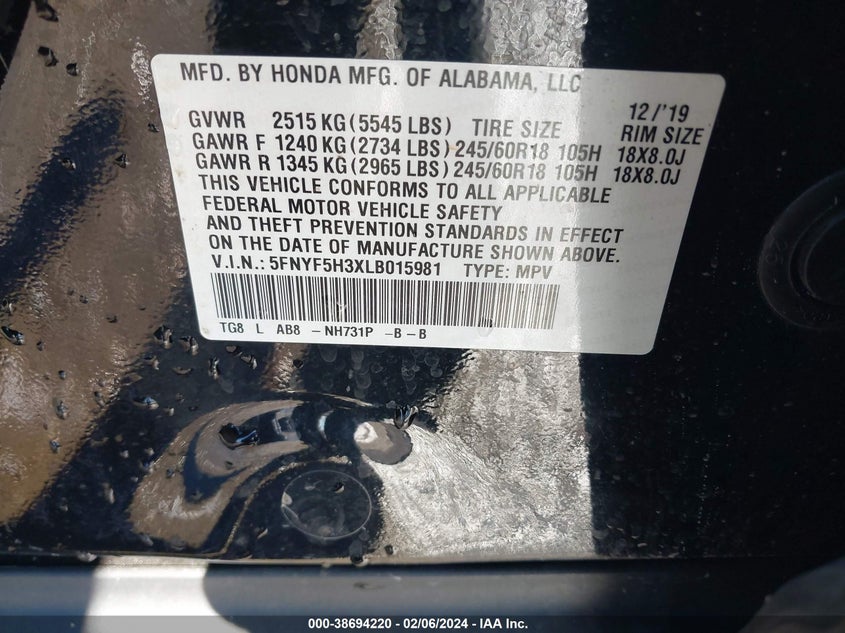 MFD. BY HONDA MFG. OF ALABAMA, LLC
12/'19
GVWR 2515 KG (5545 LBS) TIRE SIZE RIM SIZE
GAWR F 1240 KG (2734 LBS) 245/60R18 105H 18X8.0J
GAWR R 1345 KG (2965 LBS) 245/60R18 105H 18X8.0J
THIS VEHICLE CONFORMS TO ALL APPLICABLE
FEDERAL MOTOR VEHICLE SAFETY
AND THEFT PREVENTION STANDARDS IN EFFECT
ON THE DATE OF MANUFACTURE SHOWN ABOVE.
V.I.N.: 5FNYF5H3XLB015981 TYPE: MPV
TG8 L AB8 -NH731P -B-B
000-38694220 - 02/06/2024 - IAA Inc.